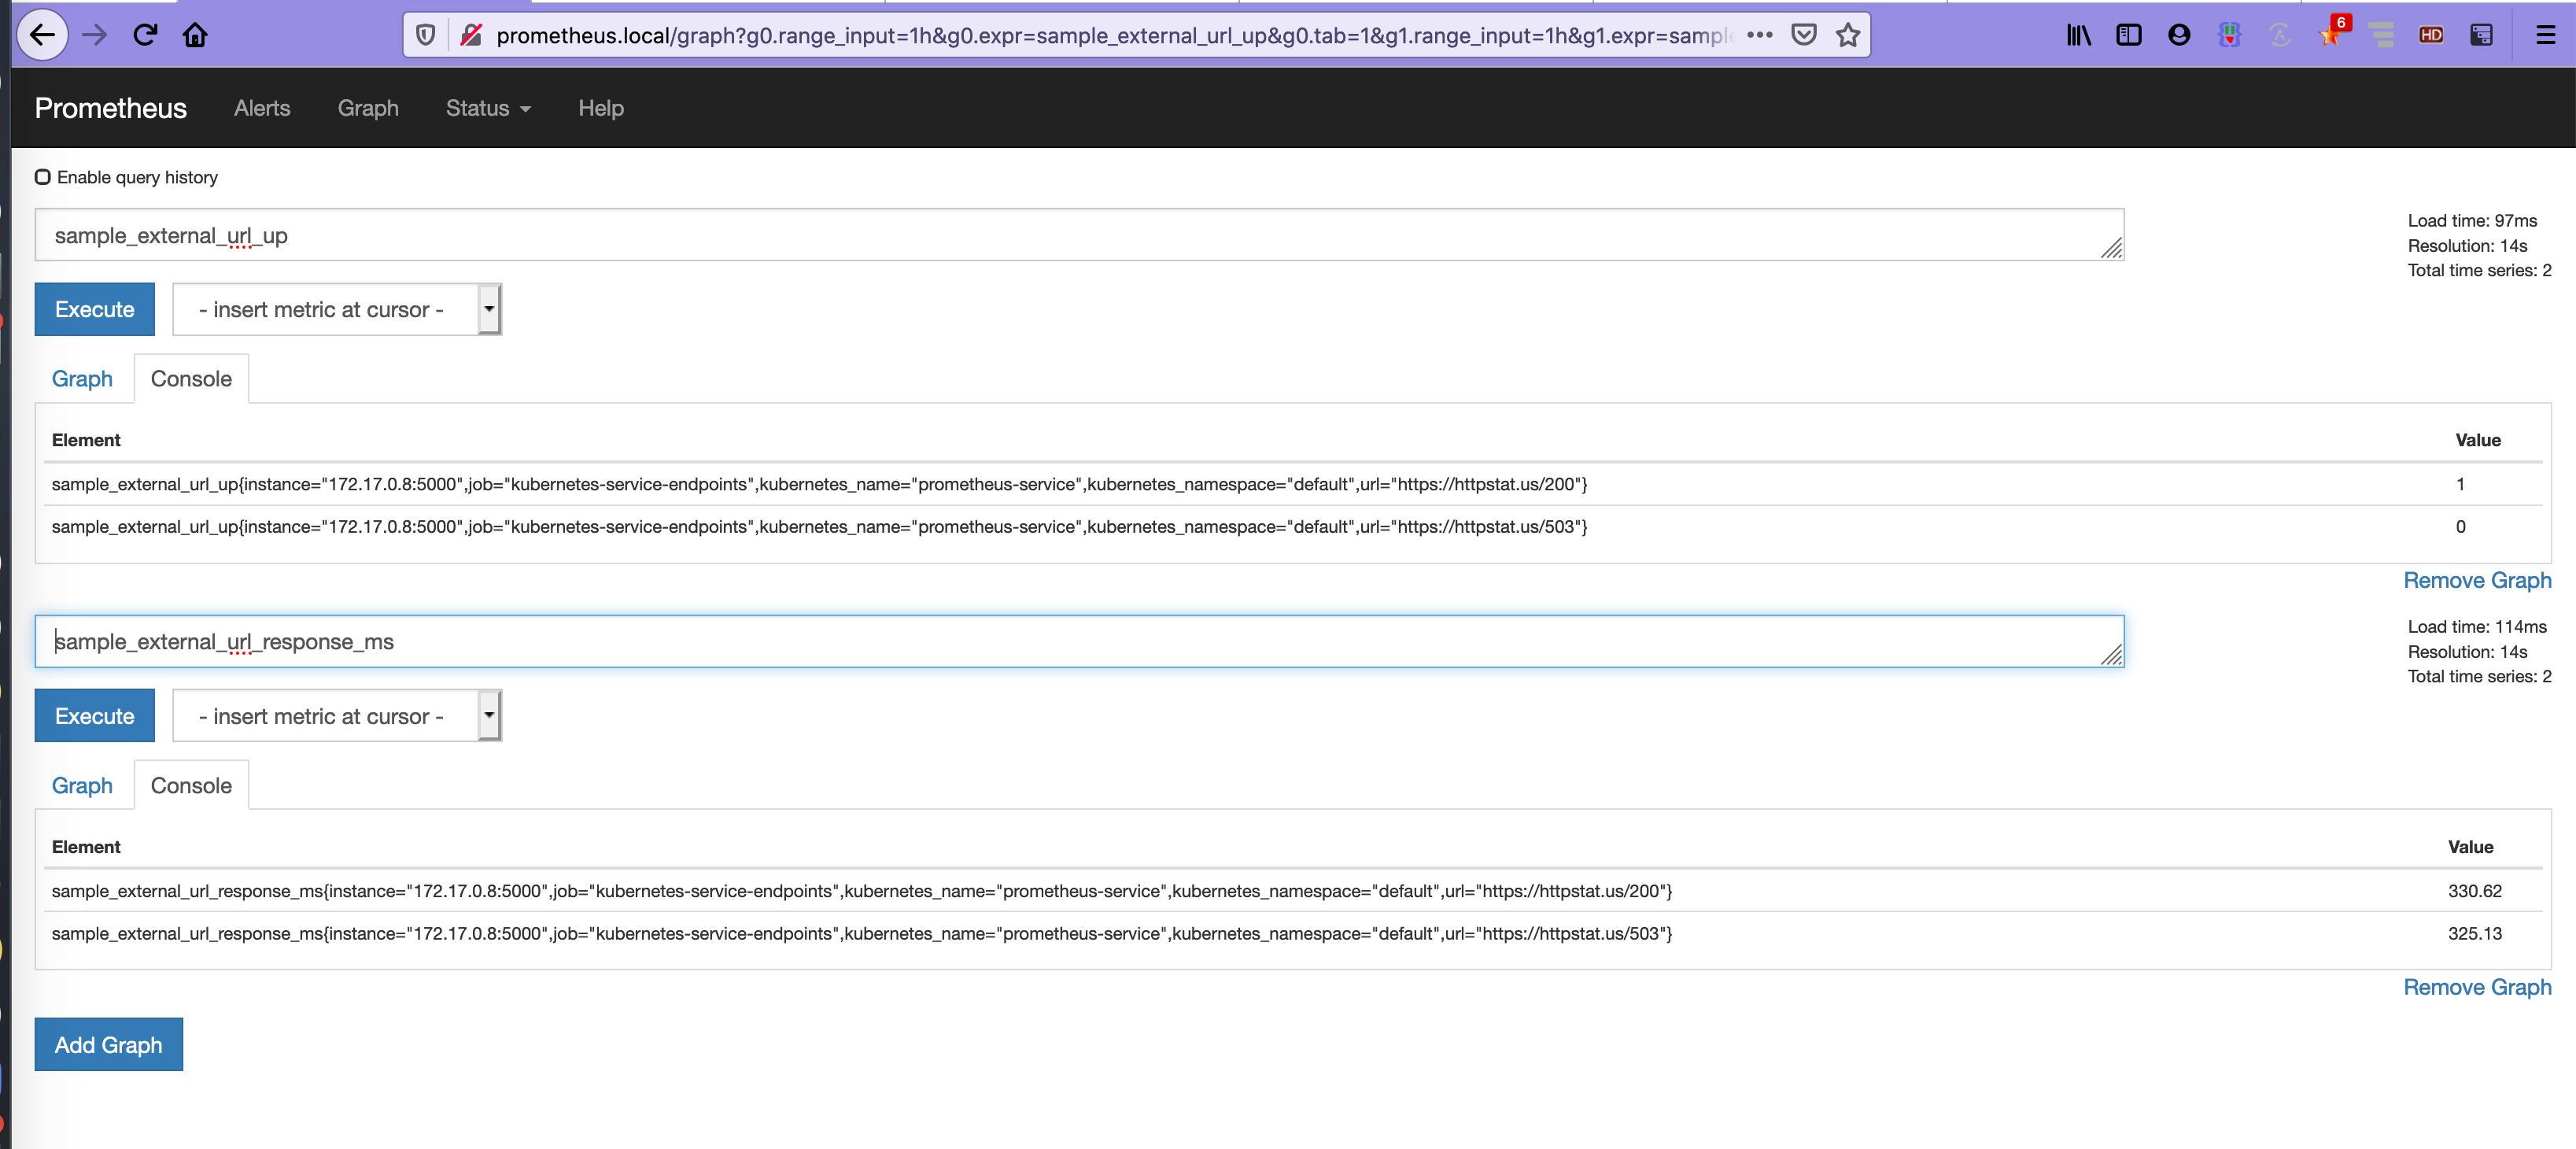 prometheus.local/graph?g0.range_input=1h&g0.expr=sample_external_url_up&g0.tab=1&g1.range_input=1h&g1.expr=sample
6
HD
Prometheus Alerts Graph Status Help
Enable query history
sample_external_url_up
Load time: 97ms
Resolution: 14s
Total time series: 2
Execute - insert metric at cursor -
Graph Console
Element Value
sample_external_url_up{instance="172.17.0.8:5000",job="kubernetes-service-endpoints",kubernetes_name="prometheus-service",kubernetes_namespace="default",url="https://httpstat.us/200"} 1
sample_external_url_up{instance="172.17.0.8:5000",job="kubernetes-service-endpoints",kubernetes_name="prometheus-service",kubernetes_namespace="default",url="https://httpstat.us/503"} 0
Remove Graph
sample_external_url_response_ms
Load time: 114ms
Resolution: 14s
Total time series: 2
Execute - insert metric at cursor -
Graph Console
Element Value
sample_external_url_response_ms{instance="172.17.0.8:5000",job="kubernetes-service-endpoints",kubernetes_name="prometheus-service",kubernetes_namespace="default",url="https://httpstat.us/200"} 330.62
sample_external_url_response_ms{instance="172.17.0.8:5000",job="kubernetes-service-endpoints",kubernetes_name="prometheus-service",kubernetes_namespace="default",url="https://httpstat.us/503"} 325.13
Remove Graph
Add Graph